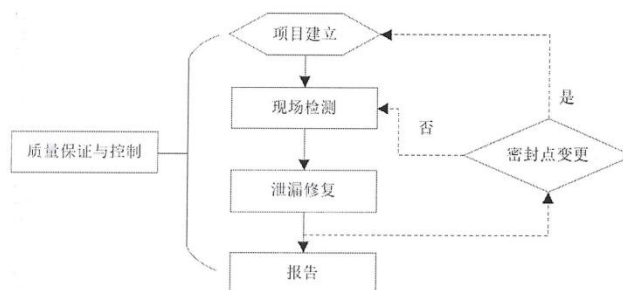 项目建立
是
现场检测
否
质量保证与控制
密封点变更
泄漏修复
报告